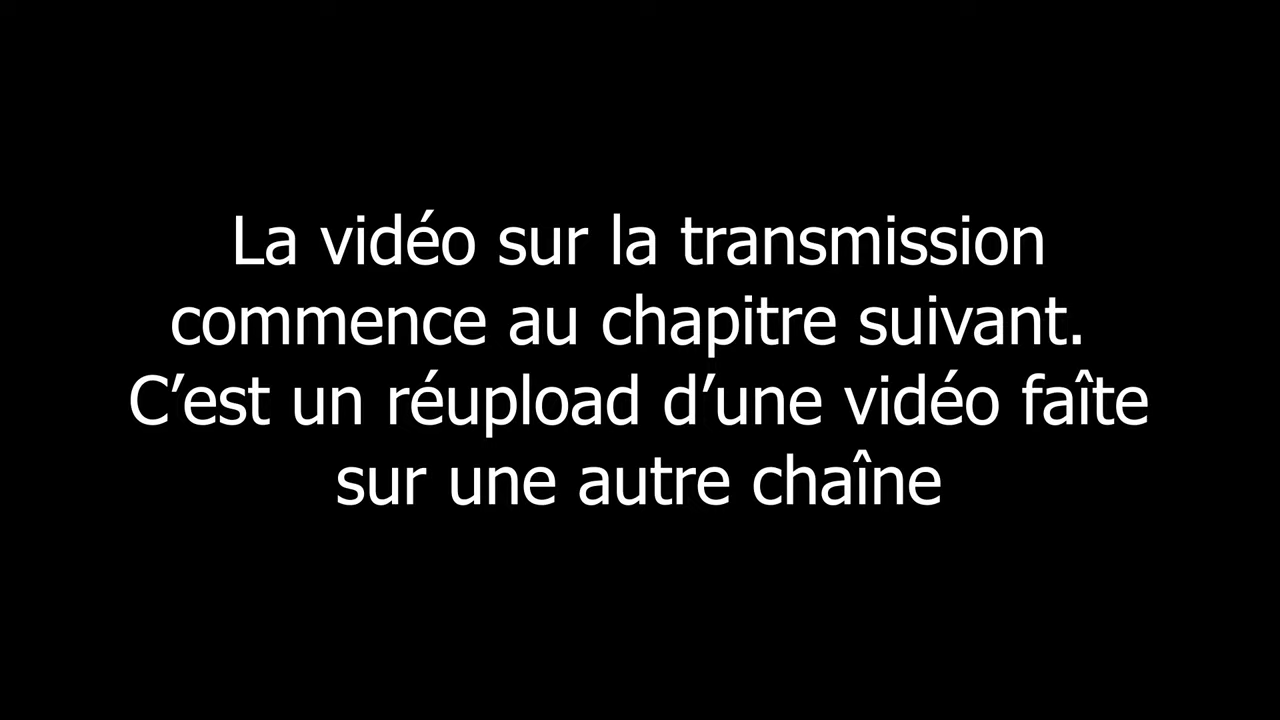 La vidéo sur la transmission
commence au chapitre suivant.
C’est un réupload d’une vidéo faîte
sur une autre chaîne